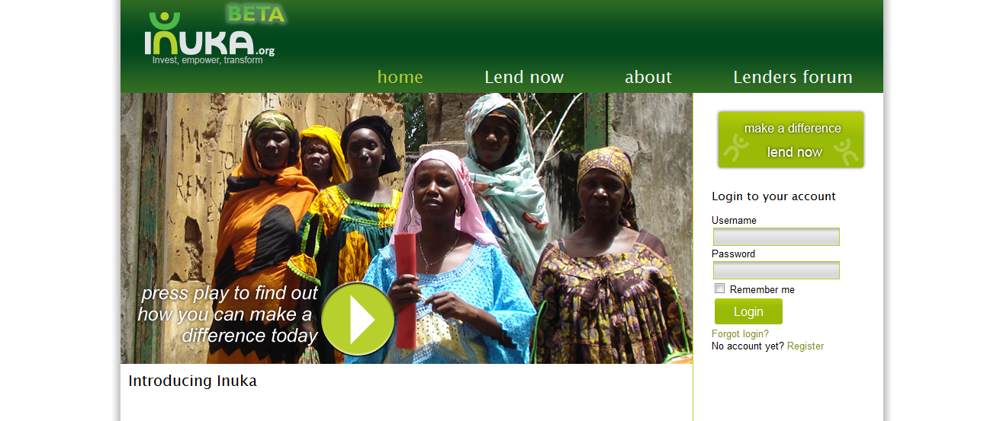 BETA
INUKA.org
Invest, empower, transform
home
Lend now
about
Lenders forum
make a difference
lend now
Login to your account
Username
Password
Remember me
Login
Forgot login?
No account yet? Register
press play to find out
how you can make a
difference today
Introducing Inuka